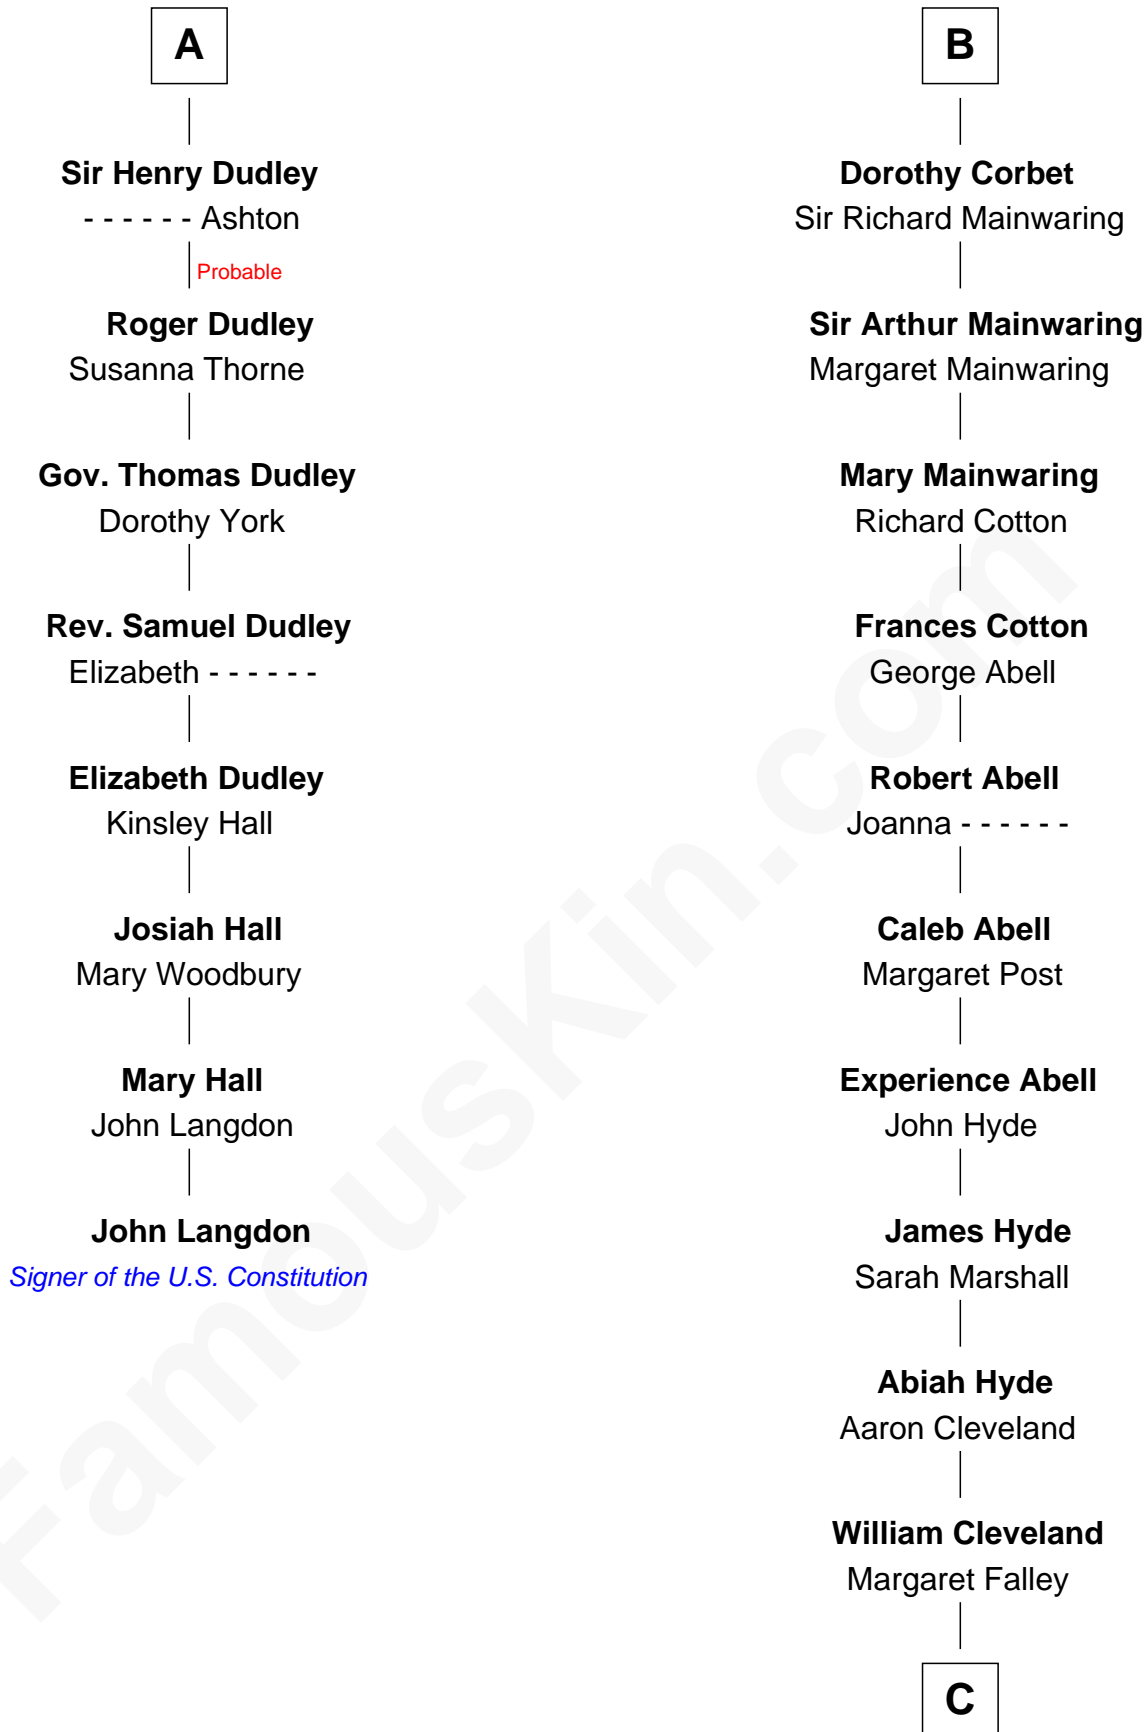 A
Sir Henry Dudley
- - - - - - Ashton
Probable
Roger Dudley
Susanna Thorne
Gov. Thomas Dudley
Dorothy York
Rev. Samuel Dudley
Elizabeth - - - - - -
Elizabeth Dudley
Kinsley Hall
Josiah Hall
Mary Woodbury
Mary Hall
John Langdon
John Langdon
Signer of the U.S. Constitution
B
Dorothy Corbet
Sir Richard Mainwaring
Sir Arthur Mainwaring
Margaret Mainwaring
Mary Mainwaring
Richard Cotton
Frances Cotton
George Abell
Robert Abell
Joanna - - - - - -
Caleb Abell
Margaret Post
Experience Abell
John Hyde
James Hyde
Sarah Marshall
Abiah Hyde
Aaron Cleveland
William Cleveland
Margaret Falley
C
FamousKin.com